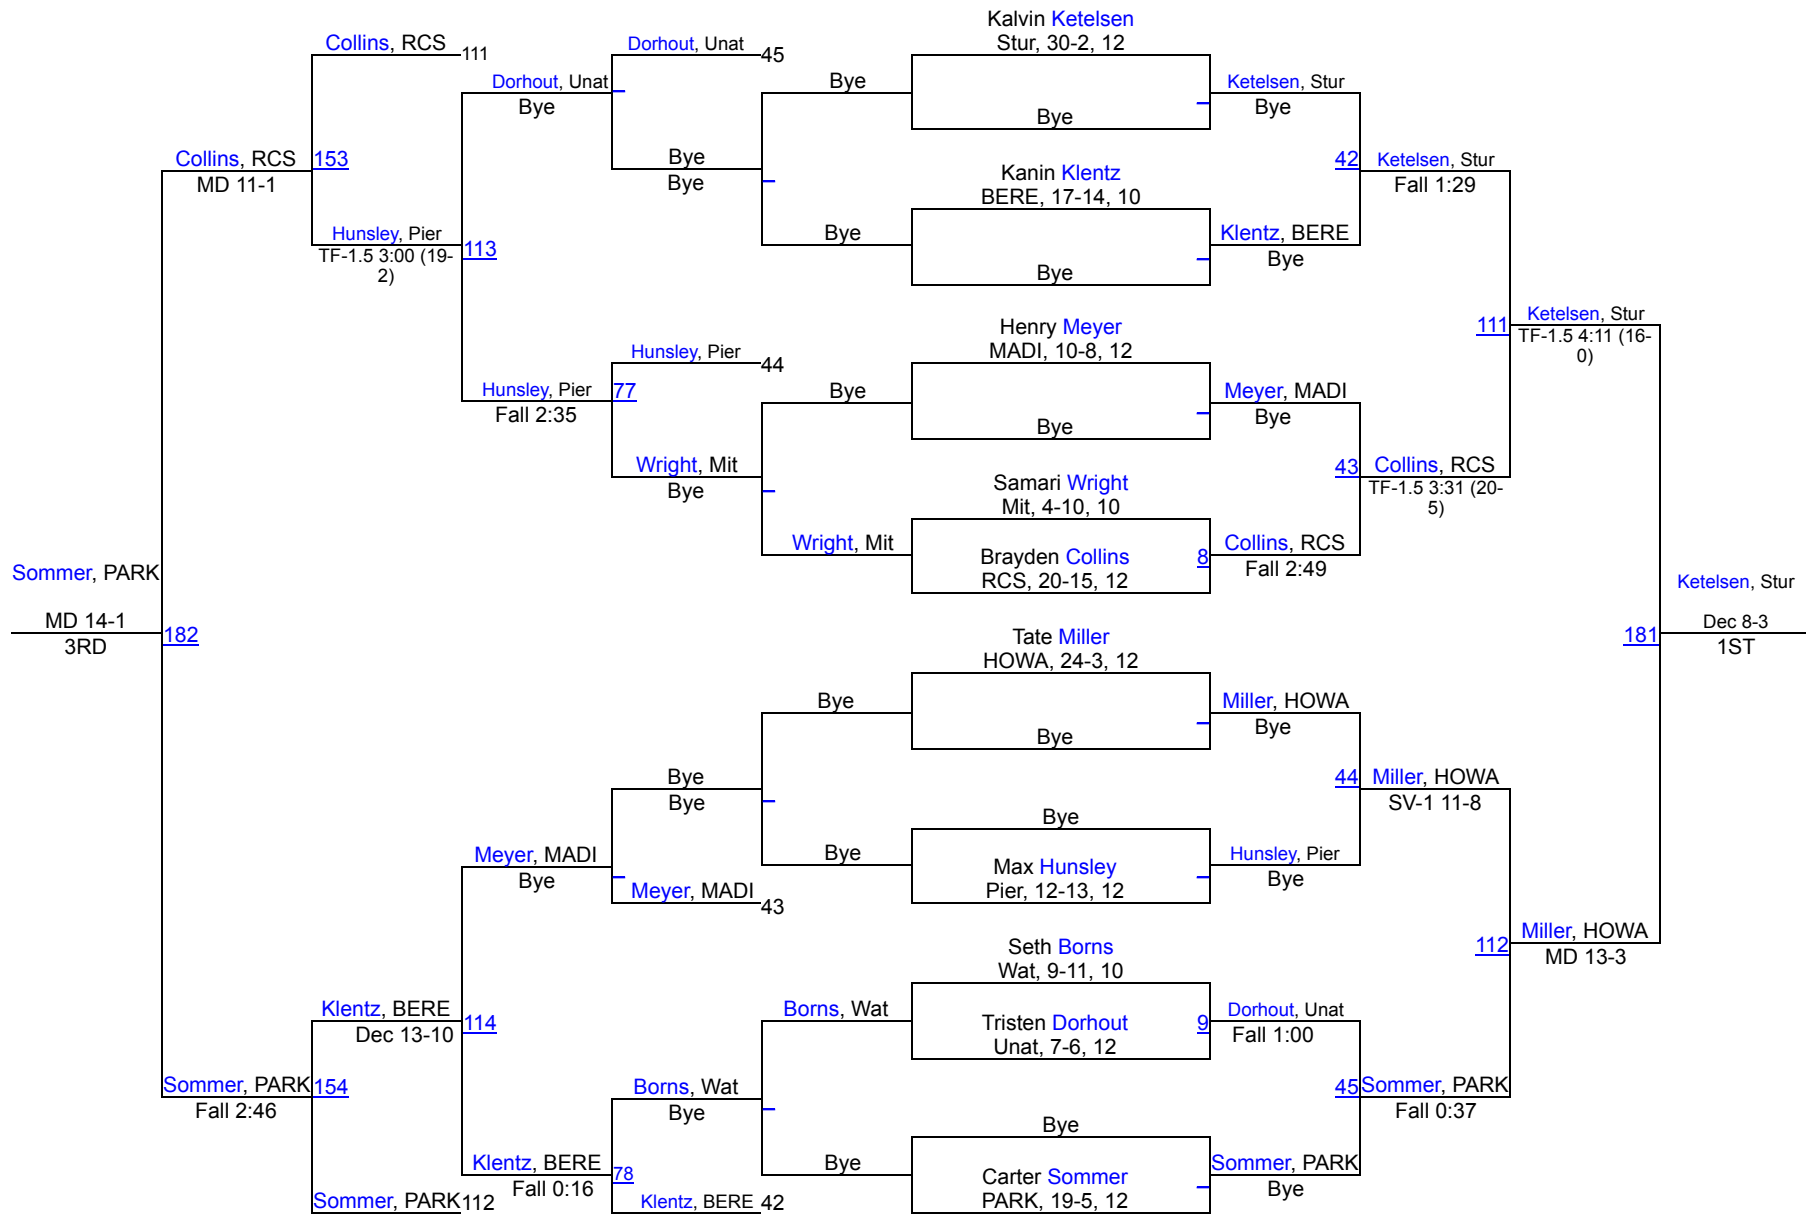 Kalvin Ketelsen
Stur, 30-2, 12
Collins, RCS
111
Dorhout, Unat
45
Dorhout, Unat
Bye
Bye
Bye
Ketelsen, Stur
Bye
Collins, RCS
MD 11-1
153
Bye
Bye
Kanin Klentz
BERE, 17-14, 10
42
Ketelsen, Stur
Fall 1:29
Hunsley, Pier
TF-1.5 3:00 (19-
2)
113
Bye
Bye
Klentz, BERE
Bye
Henry Meyer
MADI, 10-8, 12
111
Ketelsen, Stur
TF-1.5 4:11 (16-
0)
Hunsley, Pier
44
Hunsley, Pier
Fall 2:35
77
Bye
Bye
Meyer, MADI
Bye
Wright, Mit
Bye
Samari Wright
Mit, 4-10, 10
43
Collins, RCS
TF-1.5 3:31 (20-
5)
Wright, Mit
Brayden Collins
RCS, 20-15, 12
8
Collins, RCS
Fall 2:49
Sommer, PARK
MD 14-1
3RD
182
Tate Miller
HOWA, 24-3, 12
181
Ketelsen, Stur
Dec 8-3
1ST
Bye
Bye
Miller, HOWA
Bye
Bye
Bye
44
Miller, HOWA
SV-1 11-8
Meyer, MADI
Bye
Meyer, MADI
43
Bye
Bye
Max Hunsley
Pier, 12-13, 12
Hunsley, Pier
Bye
Seth Borns
Wat, 9-11, 10
112
Miller, HOWA
MD 13-3
Klentz, BERE
Dec 13-10
114
Borns, Wat
Tristen Dorhout
Unat, 7-6, 12
9
Dorhout, Unat
Fall 1:00
Sommer, PARK
Fall 2:46
154
Borns, Wat
Bye
45
Sommer, PARK
Fall 0:37
Klentz, BERE
Fall 0:16
78
Bye
Bye
Carter Sommer
PARK, 19-5, 12
Sommer, PARK
Bye
Sommer, PARK
112
Klentz, BERE
42